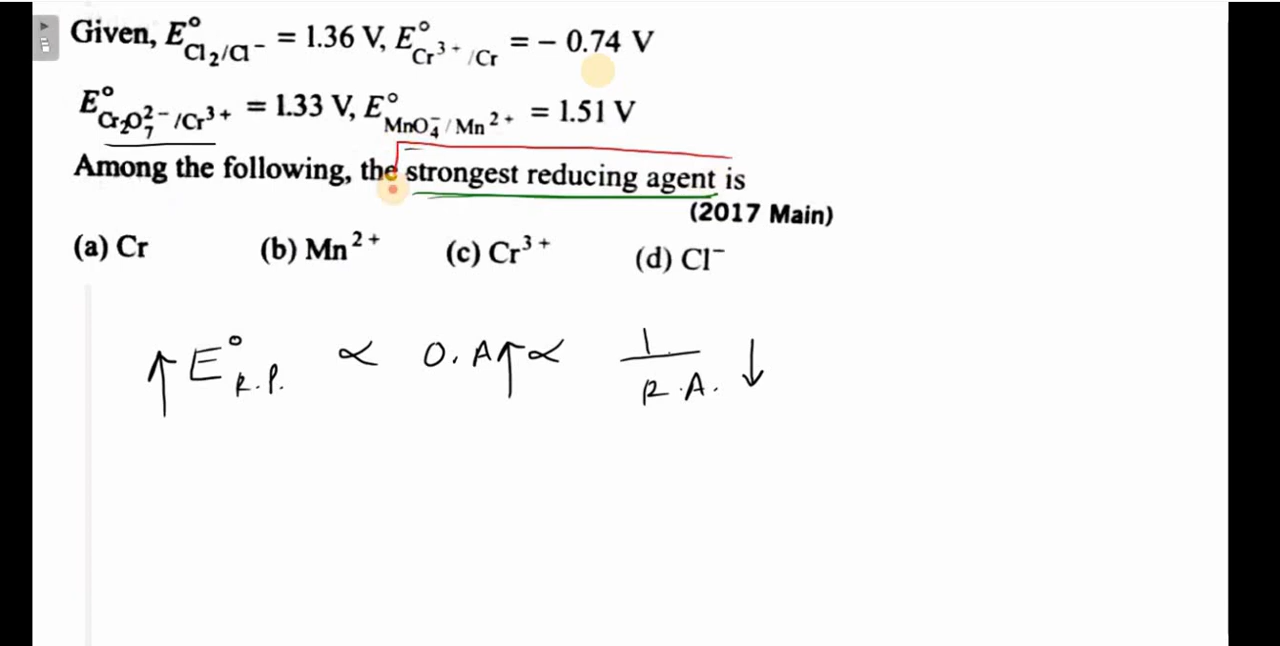 Given, E°Cl₂/Cl⁻ = 1.36 V, E°Cr³⁺/Cr = − 0.74 V
E°Cr₂O₇²⁻/Cr³⁺ = 1.33 V, E°MnO₄⁻/Mn²⁺ = 1.51 V
Among the following, the strongest reducing agent is
(2017 Main)
(a) Cr (b) Mn²⁺ (c) Cr³⁺ (d) Cl⁻
↑ E°R.P. ∝ O.A↑ ∝ 1/R.A. ↓